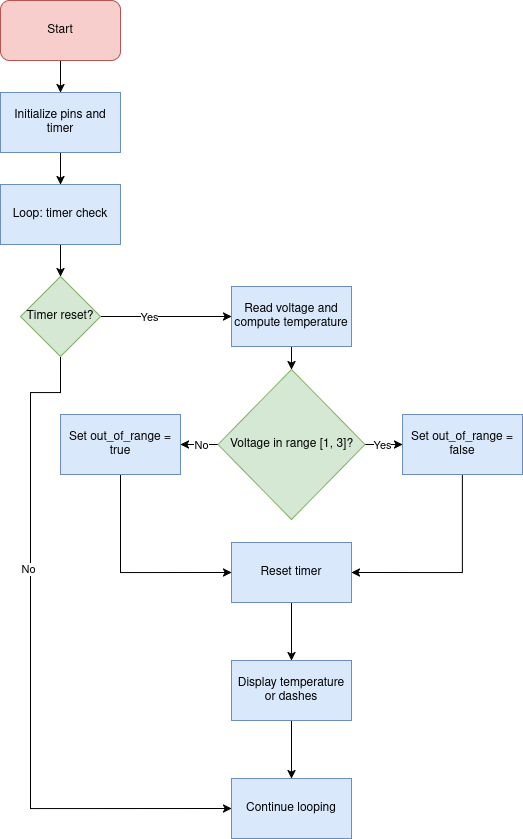 Start
Initialize pins and
timer
Loop: timer check
Timer reset?
Yes
Read voltage and
compute temperature
Set out_of_range =
true
No
Voltage in range [1, 3]?
Yes
Set out_of_range =
false
No
Reset timer
Display temperature
or dashes
Continue looping